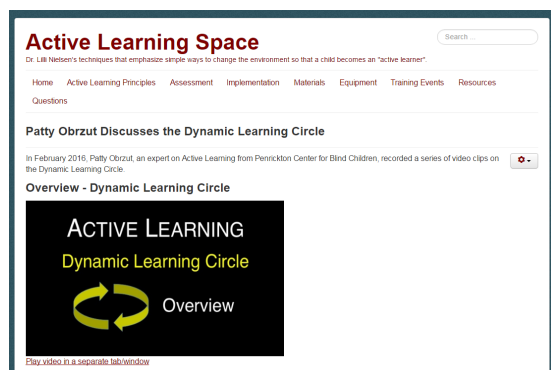 Active Learning Space
Search ...
Dr. Lilli Nielsen's techniques that emphasize simple ways to change the environment so that a child becomes an "active learner".
Home Active Learning Principles Assessment Implementation Materials Equipment Training Events Resources
Questions
Patty Obrzut Discusses the Dynamic Learning Circle
In February 2016, Patty Obrzut, an expert on Active Learning from Penrickton Center for Blind Children, recorded a series of video clips on
the Dynamic Learning Circle
Overview - Dynamic Learning Circle
ACTIVE LEARNING
Dynamic Learning Circle
Overview
Play video in a separate tab/window